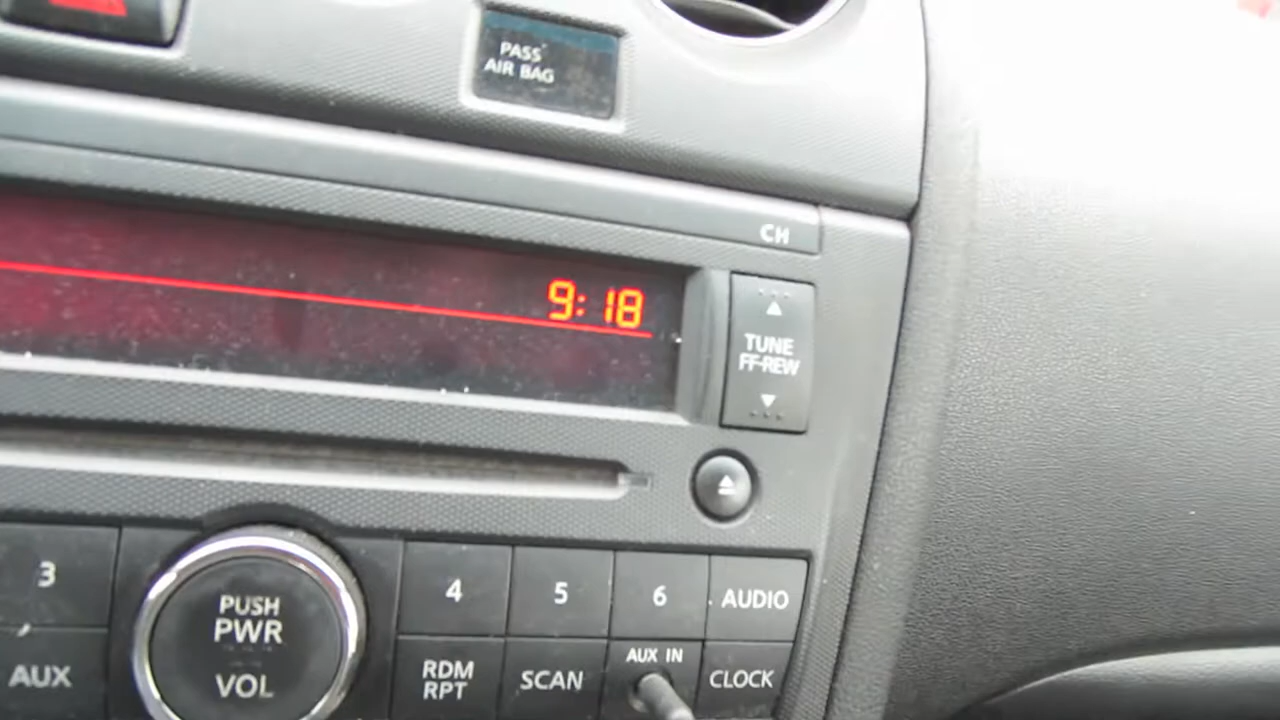 PASS
AIR BAG
CH
9:18
TUNE
FF-REW
3
4
5
6
AUDIO
PUSH
PWR
VOL
AUX
RDM
RPT
SCAN
AUX IN
CLOCK